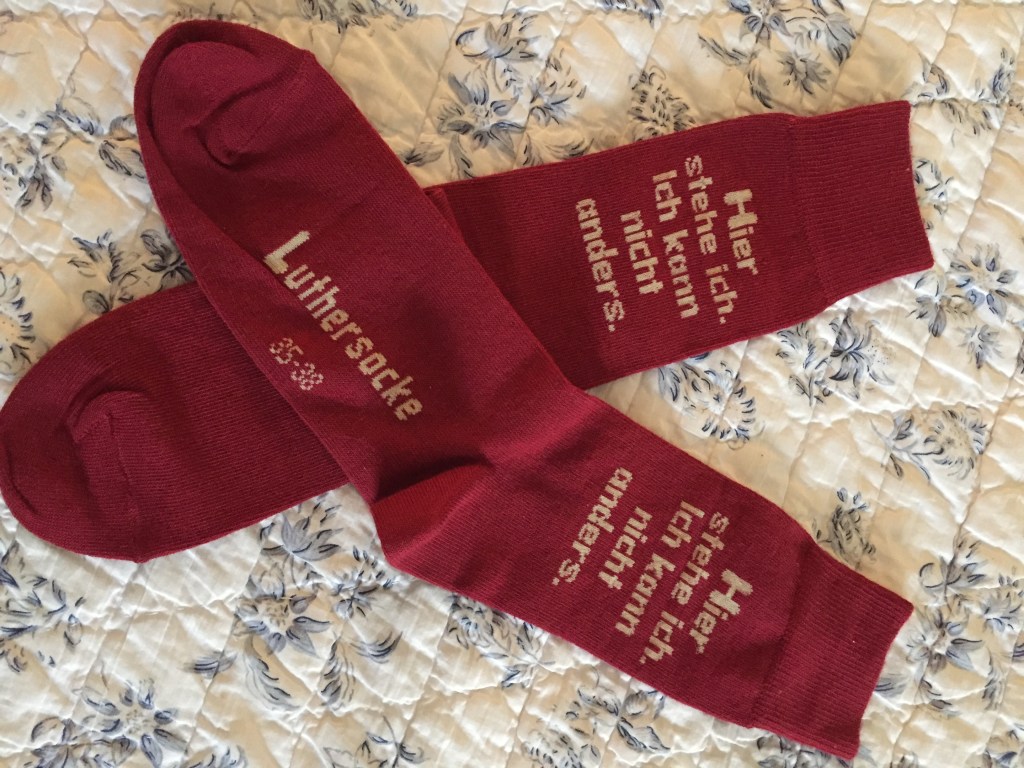 Hier
stehe ich.
Ich kann
nicht
anders.
Luthersocke
35-38
Hier
stehe ich.
Ich kann
nicht
anders.